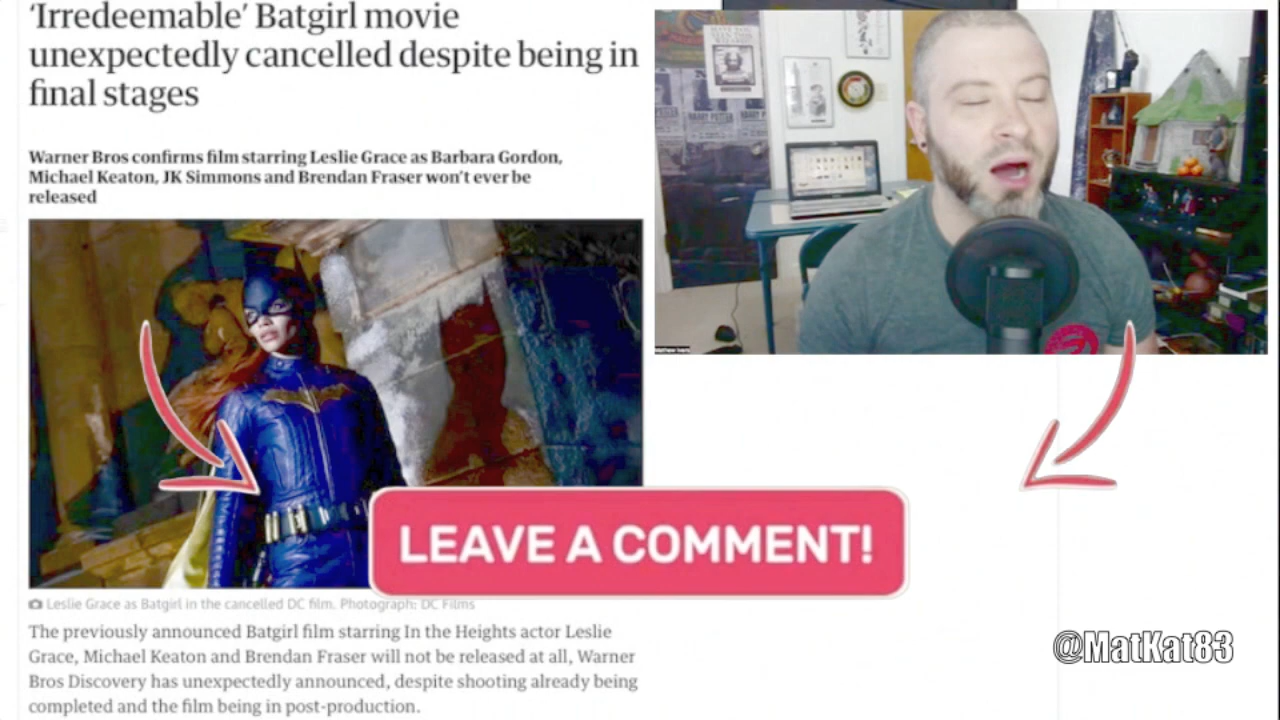 ‘Irredeemable’ Batgirl movie
unexpectedly cancelled despite being in
final stages
Warner Bros confirms film starring Leslie Grace as Barbara Gordon,
Michael Keaton, JK Simmons and Brendan Fraser won’t ever be
released
HARRY POTTER
LEAVE A COMMENT!
Leslie Grace as Batgirl in the cancelled DC film. Photograph: DC Films
The previously announced Batgirl film starring In the Heights actor Leslie
Grace, Michael Keaton and Brendan Fraser will not be released at all, Warner
Bros Discovery has unexpectedly announced, despite shooting already being
completed and the film being in post-production.
@MatKat83